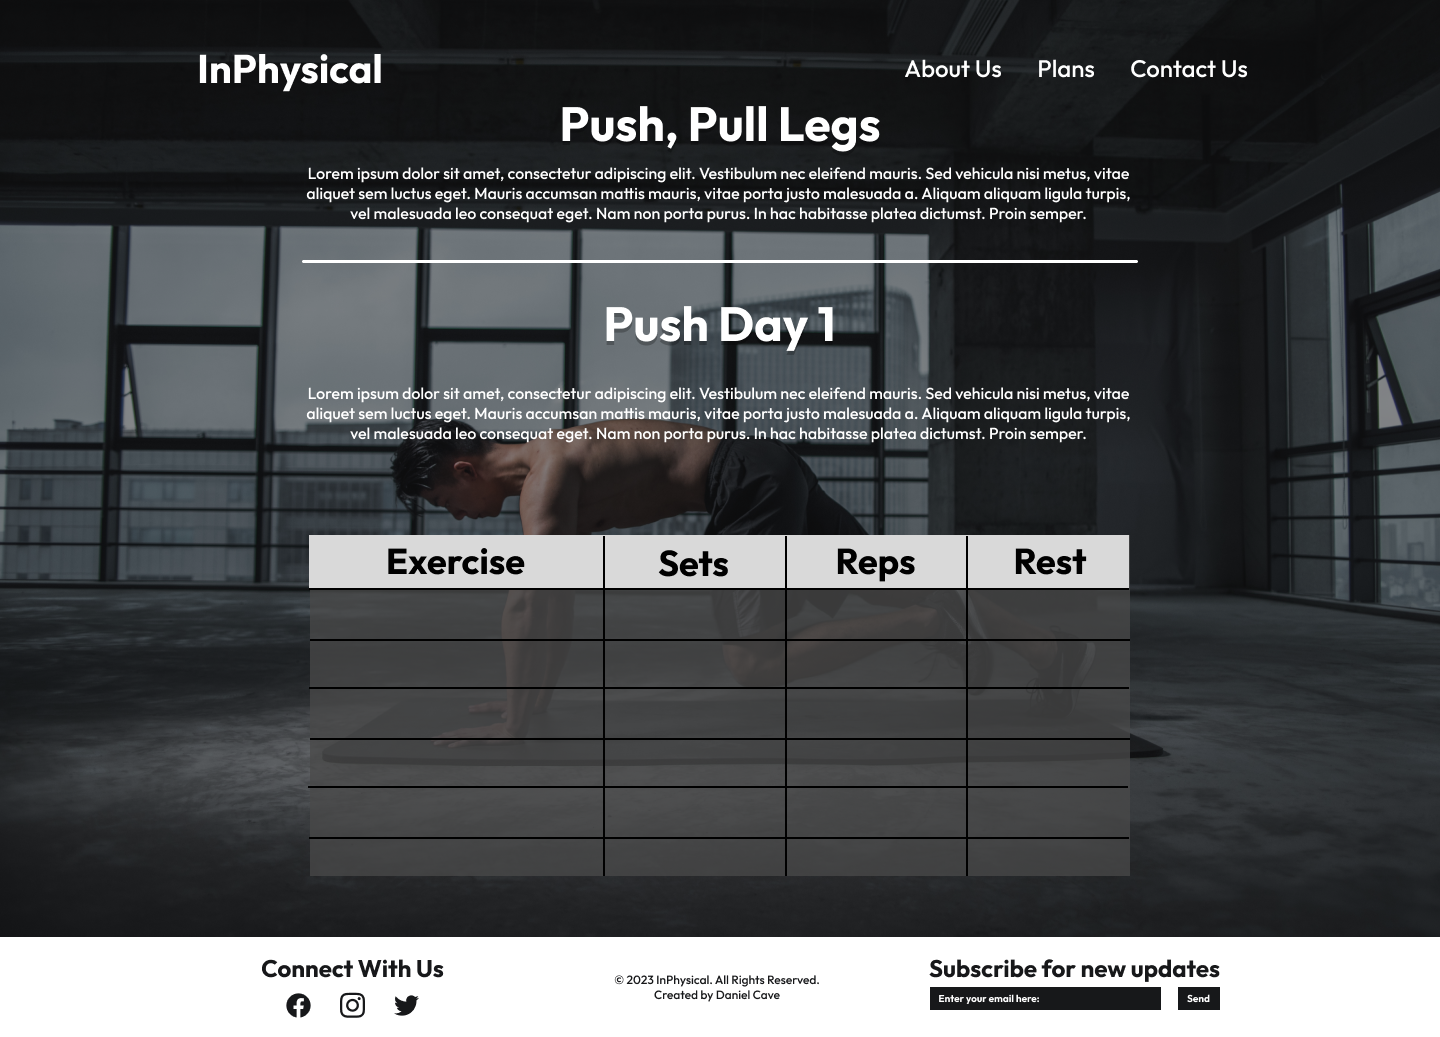 InPhysical
About Us Plans Contact Us
Push, Pull Legs
Lorem ipsum dolor sit amet, consectetur adipiscing elit. Vestibulum nec eleifend mauris. Sed vehicula nisi metus, vitae
aliquet sem luctus eget. Mauris accumsan mattis mauris, vitae porta justo malesuada a. Aliquam aliquam ligula turpis,
vel malesuada leo consequat eget. Nam non porta purus. In hac habitasse platea dictumst. Proin semper.
Push Day 1
Lorem ipsum dolor sit amet, consectetur adipiscing elit. Vestibulum nec eleifend mauris. Sed vehicula nisi metus, vitae
aliquet sem luctus eget. Mauris accumsan mattis mauris, vitae porta justo malesuada a. Aliquam aliquam ligula turpis,
vel malesuada leo consequat eget. Nam non porta purus. In hac habitasse platea dictumst. Proin semper.
Exercise Sets Reps Rest
Connect With Us
© 2023 InPhysical. All Rights Reserved.
Created by Daniel Cave
Subscribe for new updates
Enter your email here: Send